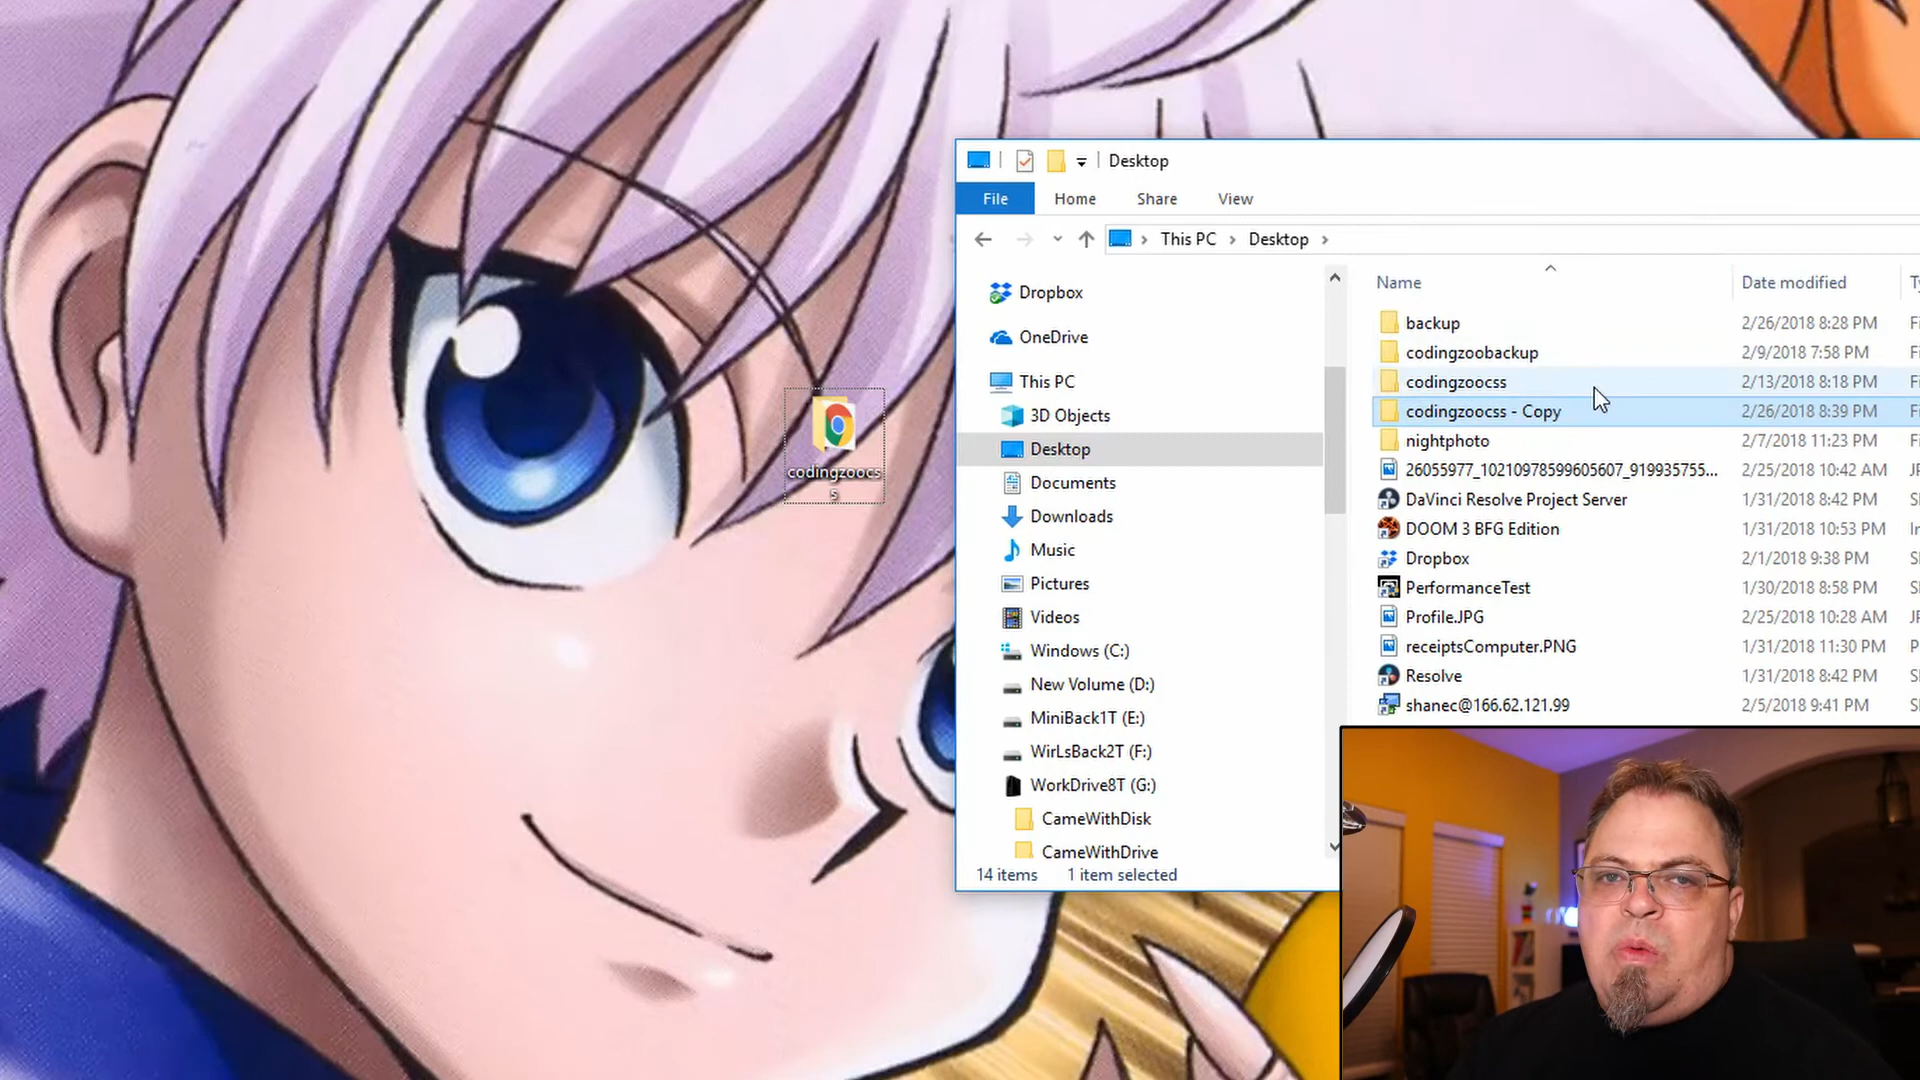 Desktop
File Home Share View
This PC Desktop
Name Date modified
Dropbox
OneDrive
This PC
3D Objects
Desktop
Documents
Downloads
Music
Pictures
Videos
Windows (C:)
New Volume (D:)
MiniBack1T (E:)
WirLsBack2T (F:)
WorkDrive8T (G:)
CameWithDisk
CameWithDrive
backup 2/26/2018 8:28 PM
codingzoobackup 2/9/2018 7:58 PM
codingzoocss 2/13/2018 8:18 PM
codingzoocss - Copy 2/26/2018 8:39 PM
nightphoto 2/7/2018 11:23 PM
26055977_10210978599605607_919935755... 2/25/2018 10:42 AM
DaVinci Resolve Project Server 1/31/2018 8:42 PM
DOOM 3 BFG Edition 1/31/2018 10:53 PM
Dropbox 2/1/2018 9:38 PM
PerformanceTest 1/30/2018 8:58 PM
Profile.JPG 2/25/2018 10:28 AM
receiptsComputer.PNG 1/31/2018 11:30 PM
Resolve 1/31/2018 8:42 PM
shanec@166.62.121.99 2/5/2018 9:41 PM
14 items 1 item selected
codingzoocs
s